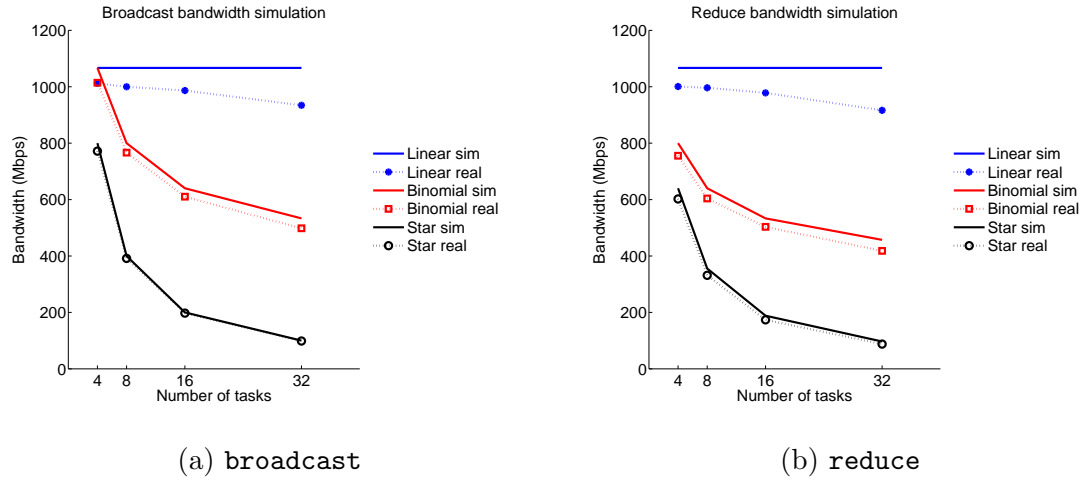 Broadcast bandwidth simulation
1200
1000
800
600
400
200
0
Bandwidth (Mbps)
4 8 16 32
Number of tasks
Linear sim
Linear real
Binomial sim
Binomial real
Star sim
Star real
(a) broadcast
Reduce bandwidth simulation
1200
1000
800
600
400
200
0
Bandwidth (Mbps)
4 8 16 32
Number of tasks
Linear sim
Linear real
Binomial sim
Binomial real
Star sim
Star real
(b) reduce